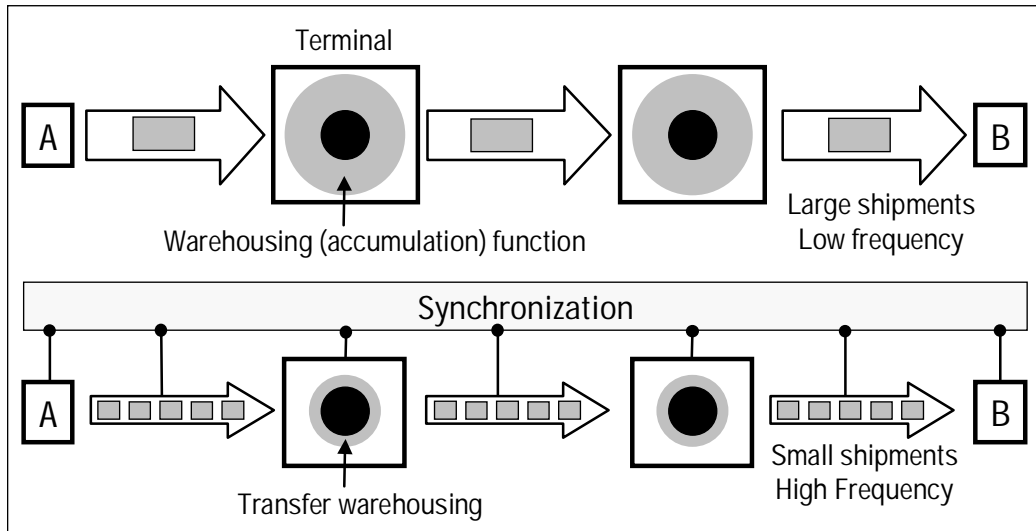 Terminal
A
B
Warehousing (accumulation) function
Large shipments
Low frequency
Synchronization
A
B
Transfer warehousing
Small shipments
High Frequency